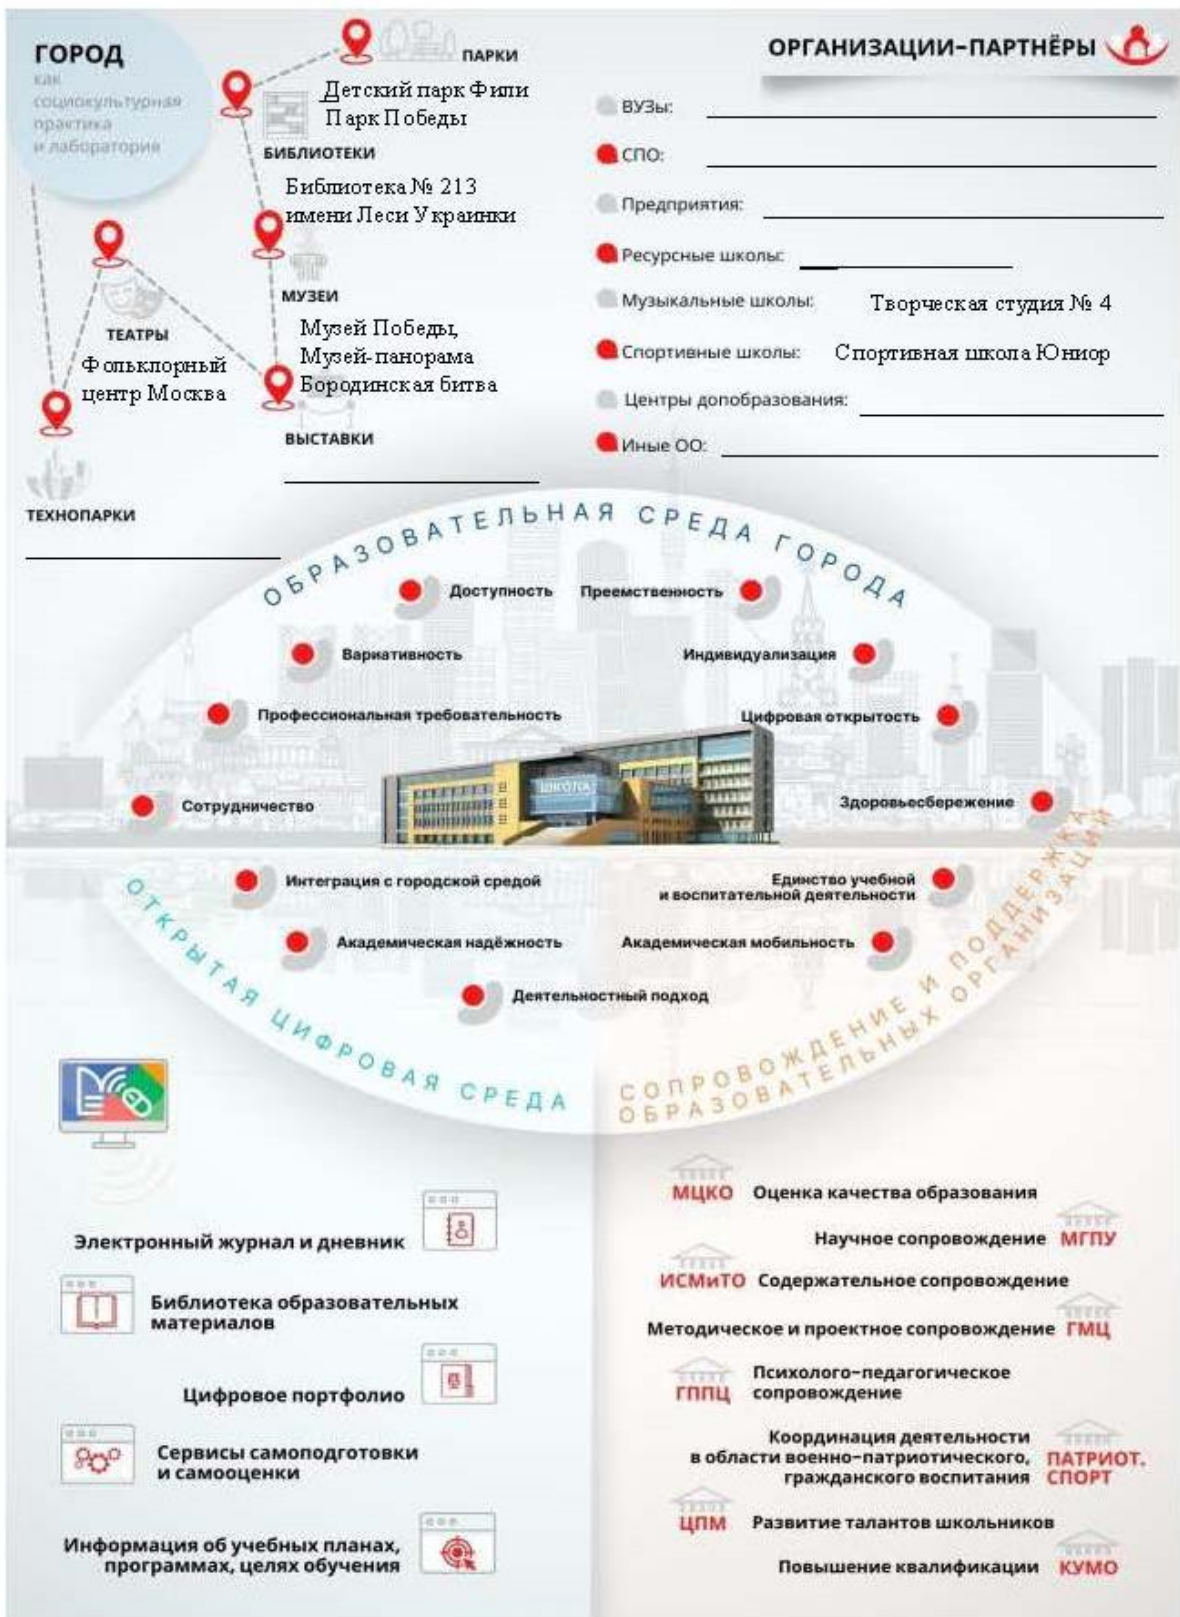 ГОРОД
как
социокультурная
практика
и лаборатория
ПАРКИ
Детский парк Фили
Парк Победы
БИБЛИОТЕКИ
Библиотека № 213
имени Леси Украинки
МУЗЕИ
Музей Победы,
Музей-панорама
Бородинская битва
ТЕАТРЫ
Фольклорный
центр Москва
ВЫСТАВКИ
ТЕХНОПАРКИ
ОРГАНИЗАЦИИ-ПАРТНЁРЫ
ВУЗы:
СПО:
Предприятия:
Ресурсные школы:
Музыкальные школы: Творческая студия № 4
Спортивные школы: Спортивная школа Юниор
Центры допобразования:
Иные ОО:
ОБРАЗОВАТЕЛЬНАЯ СРЕДА ГОРОДА
Доступность
Преемственность
Вариативность
Индивидуализация
Профессиональная требовательность
Цифровая открытость
ШКОЛА
Сотрудничество
Здоровьесбережение
Интеграция с городской средой
Единство учебной
и воспитательной деятельности
Академическая надёжность
Академическая мобильность
Деятельностный подход
ОТКРЫТАЯ ЦИФРОВАЯ СРЕДА
СОПРОВОЖДЕНИЕ И ПОДДЕРЖКА
ОБРАЗОВАТЕЛЬНЫХ ОРГАНИЗАЦИЙ
Электронный журнал и дневник
Библиотека образовательных
материалов
Цифровое портфолио
Сервисы самоподготовки
и самооценки
Информация об учебных планах,
программах, целях обучения
МЦКО Оценка качества образования
Научное сопровождение МГПУ
ИСМиТО Содержательное сопровождение
Методическое и проектное сопровождение ГМЦ
ГППЦ Психолого-педагогическое
сопровождение
Координация деятельности
в области военно-патриотического,
гражданского воспитания
ПАТРИОТ.
СПОРТ
ЦПМ Развитие талантов школьников
Повышение квалификации КУМО